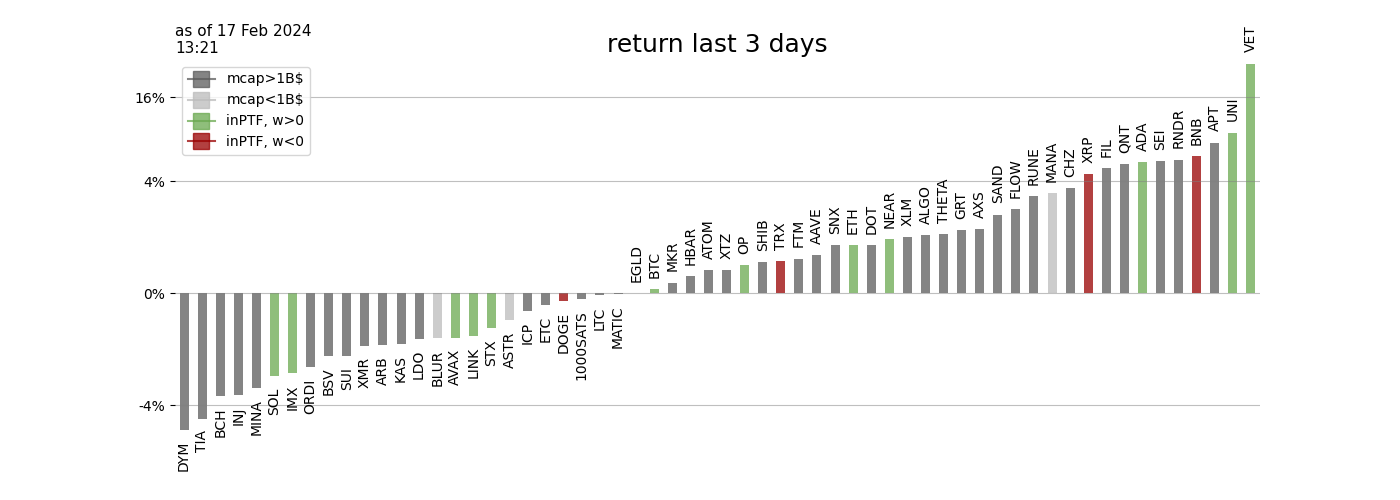 as of 17 Feb 2024
13:21
return last 3 days
mcap>1B$
mcap<1B$
inPTF, w>0
inPTF, w<0
16%
4%
0%
-4%
DYM
TIA
BCH
INJ
MINA
SOL
IMX
ORDI
BSV
SUI
XMR
ARB
KAS
LDO
BLUR
AVAX
LINK
STX
ASTR
ICP
ETC
DOGE
1000SATS
LTC
MATIC
EGLD
BTC
MKR
HBAR
ATOM
XTZ
OP
SHIB
TRX
FTM
AAVE
SNX
ETH
DOT
NEAR
XLM
ALGO
THETA
GRT
AXS
SAND
FLOW
RUNE
MANA
CHZ
XRP
FIL
QNT
ADA
SEI
RNDR
BNB
APT
UNI
VET